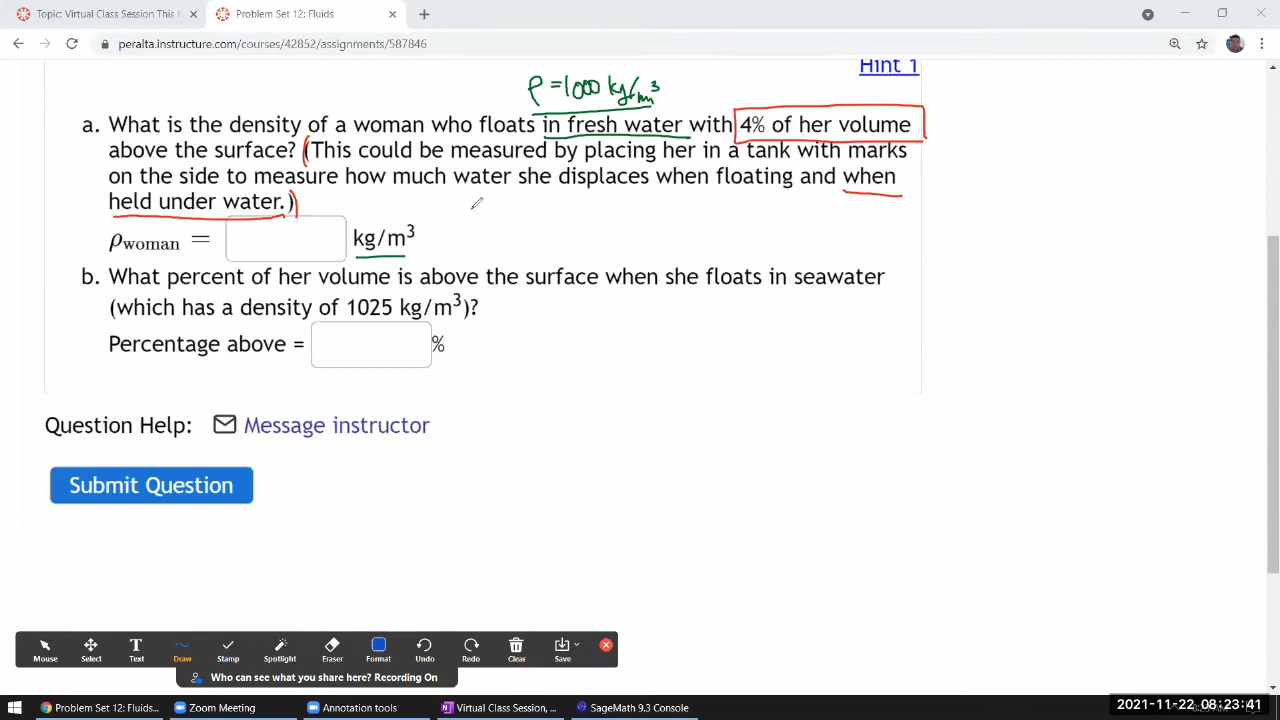 Topic: Virtual Class Session This
Problem Set 12: Fluids
peralta.instructure.com/courses/42852/assignments/587846
Hint 1
ρ = 1000 kg/m³
a. What is the density of a woman who floats in fresh water with 4% of her volume
above the surface? (This could be measured by placing her in a tank with marks
on the side to measure how much water she displaces when floating and when
held under water.)
ρwoman = kg/m³
b. What percent of her volume is above the surface when she floats in seawater
(which has a density of 1025 kg/m³)?
Percentage above = %
Question Help: Message instructor
Submit Question
Mouse Select Text Draw Stamp Spotlight Eraser Format Undo Redo Clear Save
Who can see what you share here? Recording On
Problem Set 12: Fluids... Zoom Meeting Annotation tools Virtual Class Session, ... SageMath 9.3 Console
2021-11-22 08:23:41